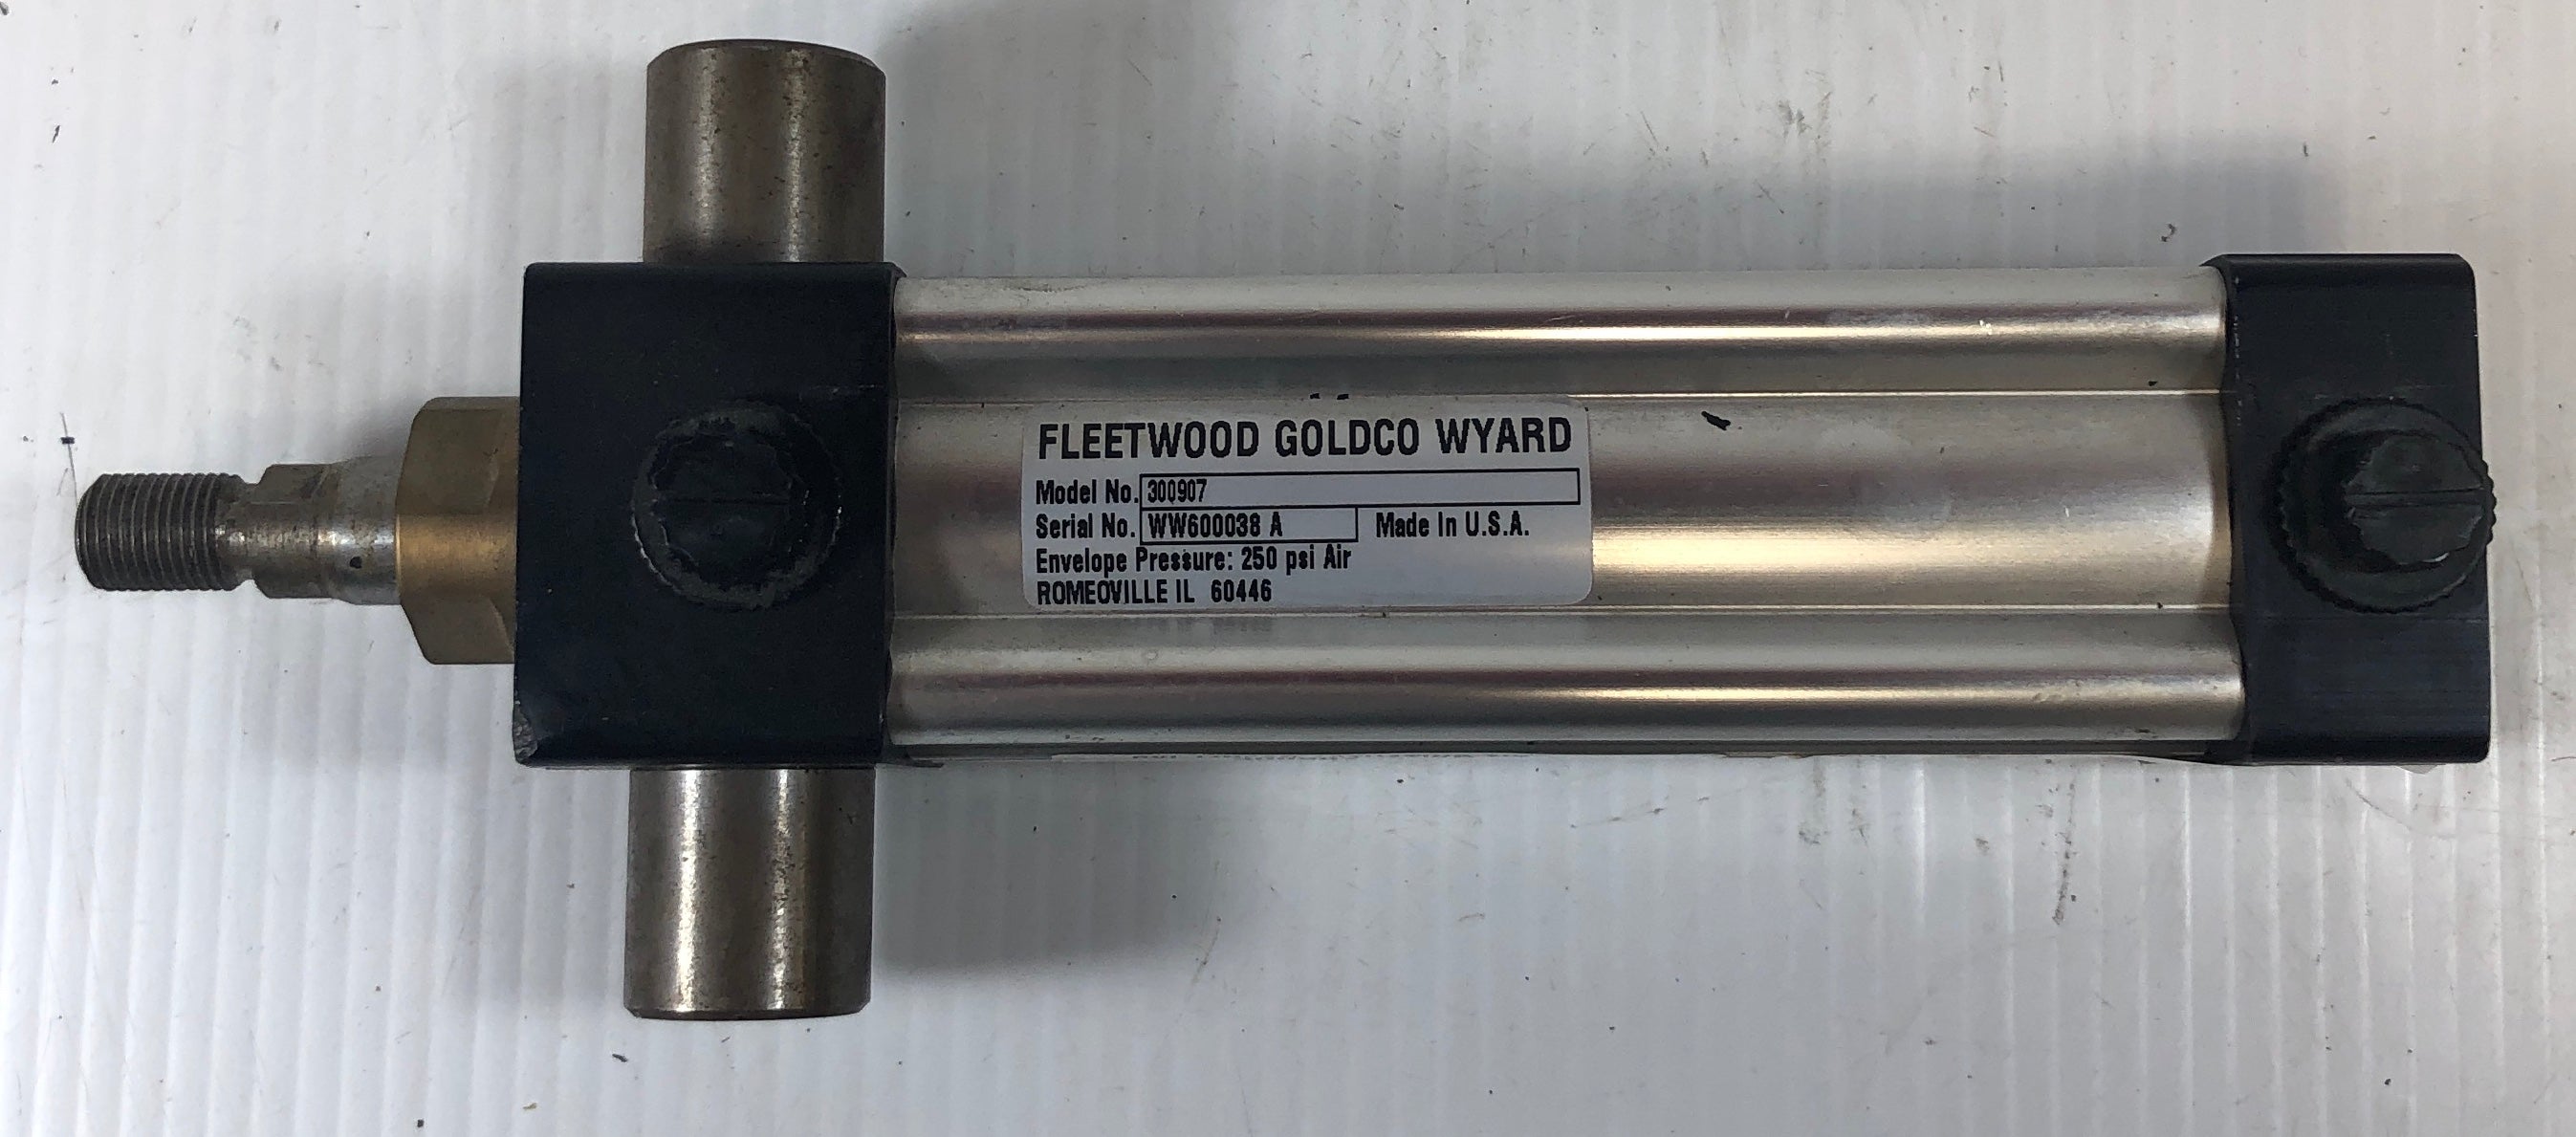 FLEETWOOD GOLDCO WYARD
Model No. 300907
Serial No. WW600038 A Made In U.S.A.
Envelope Pressure: 250 psi Air
ROMEOVILLE IL 60446